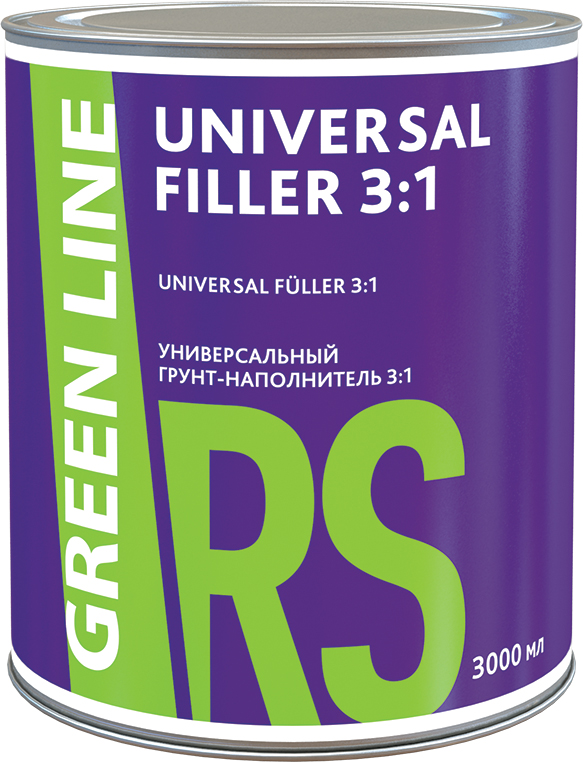 GREEN LINE
UNIVERSAL
FILLER 3:1
UNIVERSAL FÜLLER 3:1
УНИВЕРСАЛЬНЫЙ
ГРУНТ-НАПОЛНИТЕЛЬ 3:1
RS
3000 мл